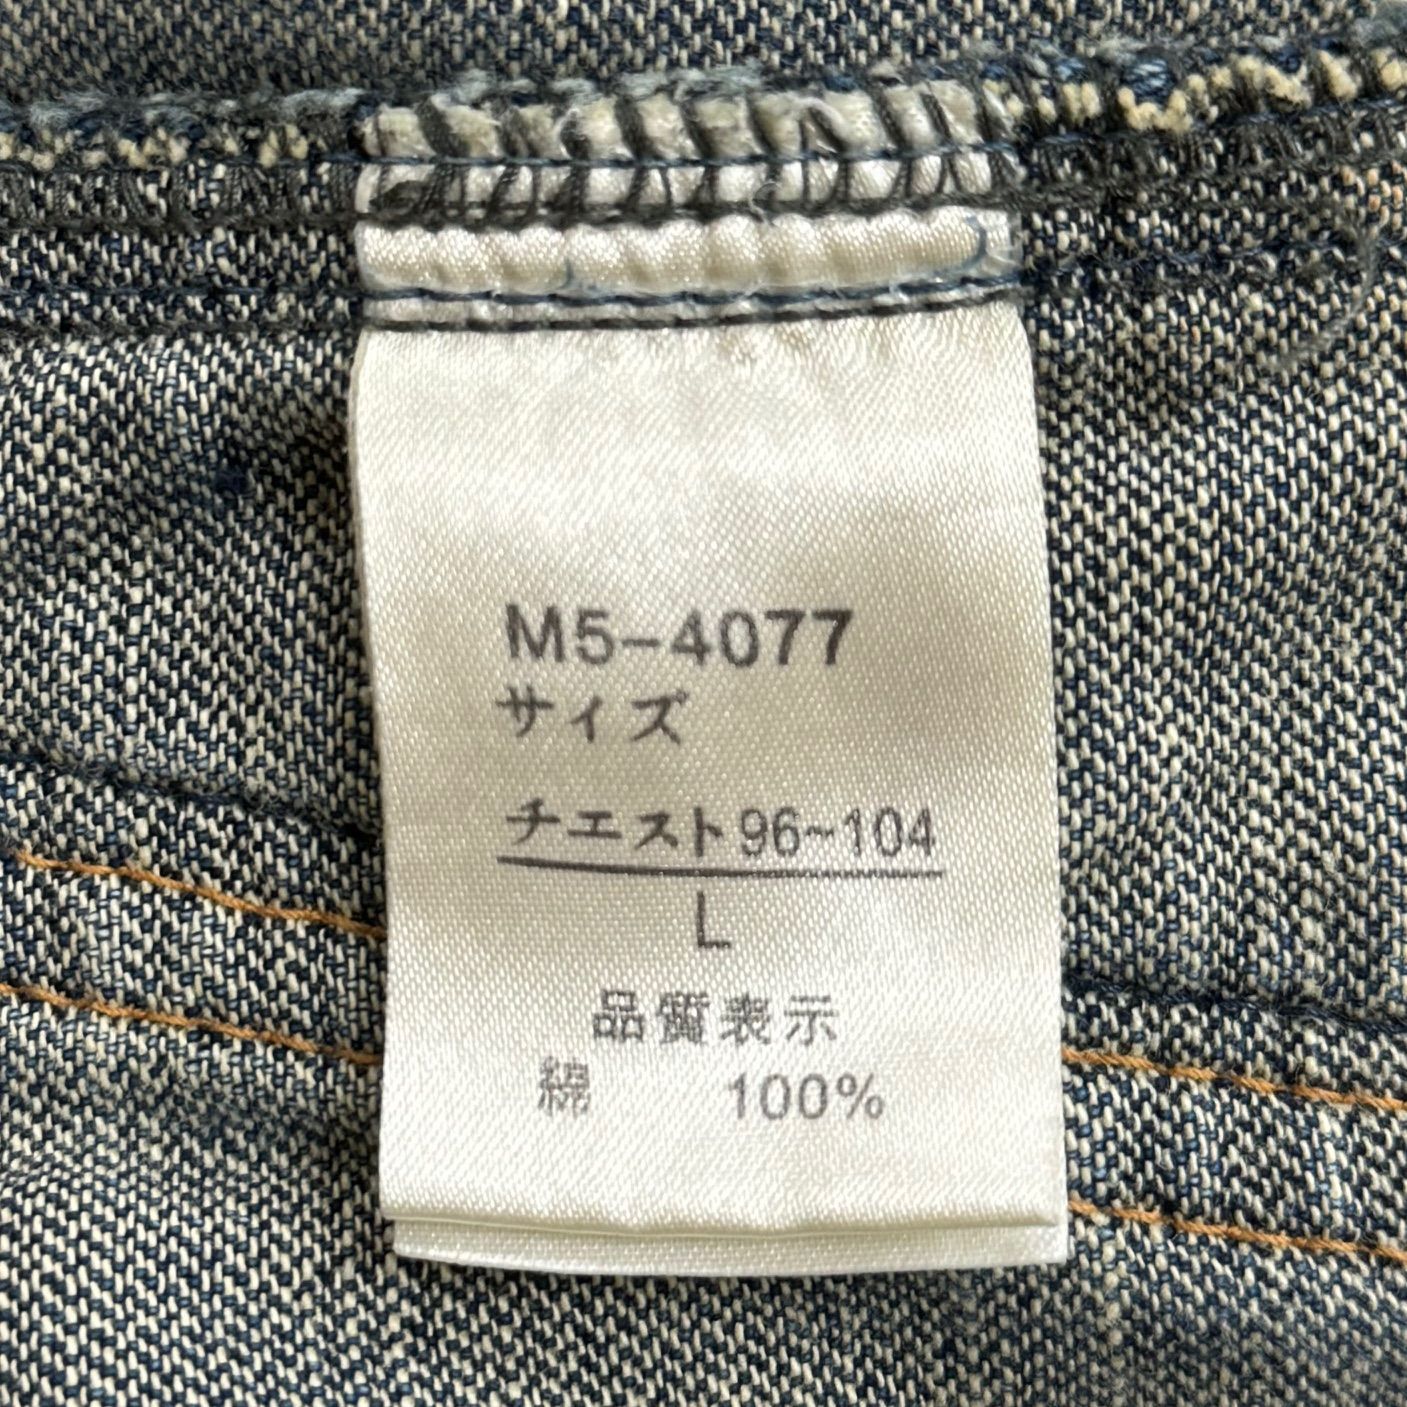 M5-4077
サイズ
チエスト96~104
L
品質表示
綿 100%